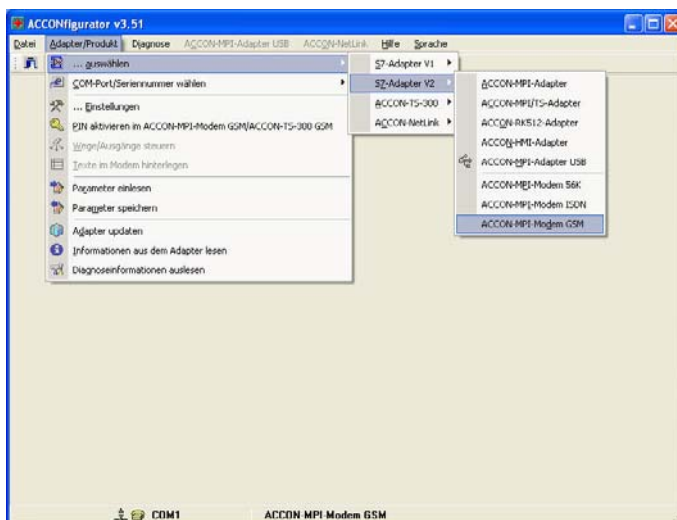 ACCONfigurator v3.51
Datei Adapter/Produkt Djagnose ACCON-MPI-Adapter USB ACCON-NetLink Hilfe Sprache
... auswählen
COM-Port/Seriennummer wählen
... Einstellungen
PIN aktivieren im ACCON-MPI-Modem GSM/ACCON-TS-300 GSM
Wege/Ausgänge steuern
Texte im Modem hinterlegen
Parameter einlesen
Parameter speichern
Adapter updaten
Informationen aus dem Adapter lesen
Diagnoseinformationen auslesen
S7-Adapter V1
S7-Adapter V2
ACCON-TS-300
ACCON-NetLink
ACCON-MPI-Adapter
ACCON-MPI/TS-Adapter
ACCON-RK512-Adapter
ACCON-HMI-Adapter
ACCON-MPI-Adapter USB
ACCON-MPI-Modem 56K
ACCON-MPI-Modem ISDN
ACCON-MPI-Modem GSM
COM1 ACCON-MPI-Modem GSM